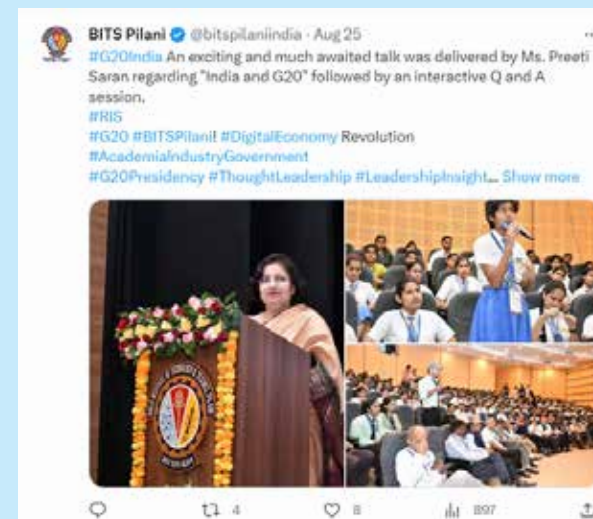 BITS Pilani @bitspilaniindia · Aug 25
#G20India An exciting and much awaited talk was delivered by Ms. Preeti
Saran regarding "India and G20" followed by an interactive Q and A
session.
#RIS
#G20 #BITSPilani! #DigitalEconomy Revolution
#AcademiaIndustryGovernment
#G20Presidency #ThoughtLeadership #LeadershipInsight... Show more
4 8 897